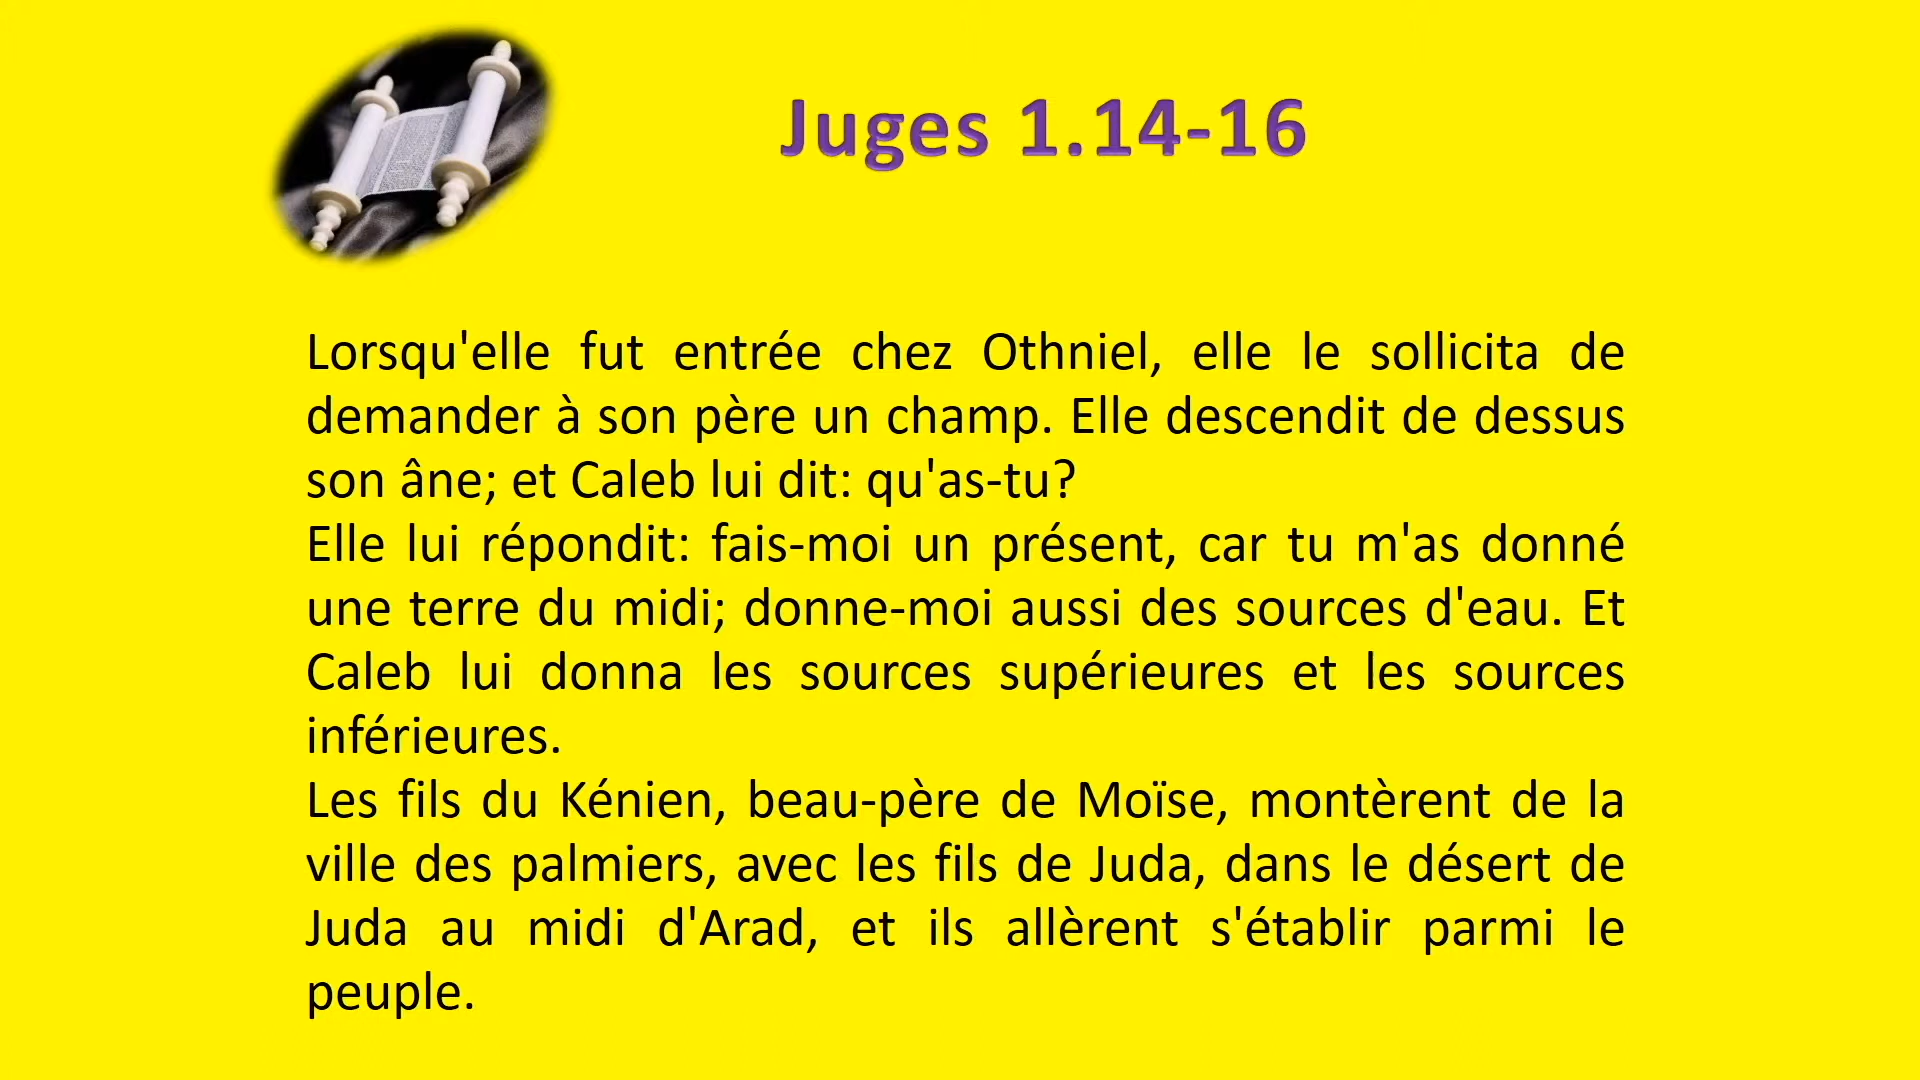 Juges 1.14-16
Lorsqu'elle fut entrée chez Othniel, elle le sollicita de
demander à son père un champ. Elle descendit de dessus
son âne; et Caleb lui dit: qu'as-tu?
Elle lui répondit: fais-moi un présent, car tu m'as donné
une terre du midi; donne-moi aussi des sources d'eau. Et
Caleb lui donna les sources supérieures et les sources
inférieures.
Les fils du Kénien, beau-père de Moïse, montèrent de la
ville des palmiers, avec les fils de Juda, dans le désert de
Juda au midi d'Arad, et ils allèrent s'établir parmi le
peuple.